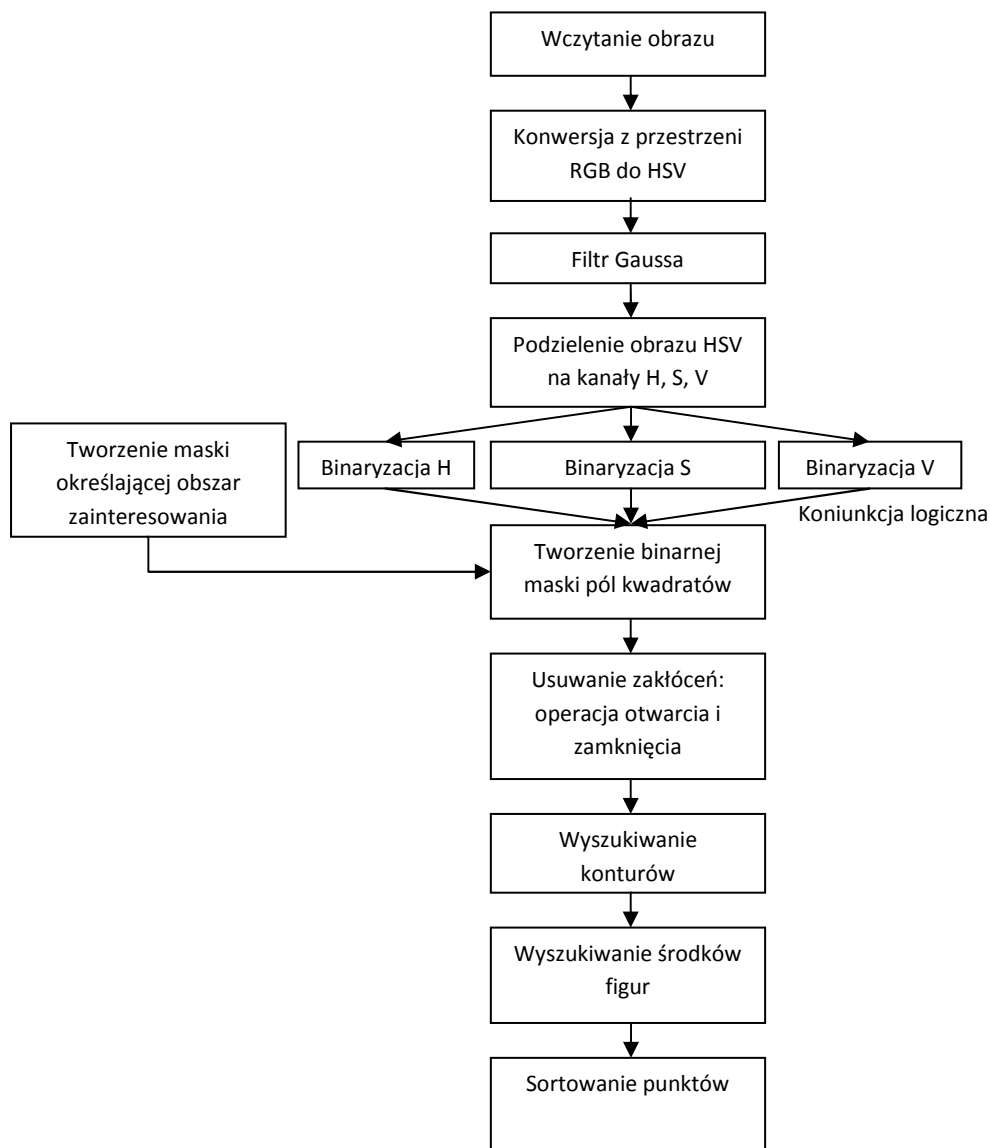 Wczytanie obrazu
Konwersja z przestrzeni
RGB do HSV
Filtr Gaussa
Podzielenie obrazu HSV
na kanały H, S, V
Tworzenie maski
określającej obszar
zainteresowania
Binaryzacja H
Binaryzacja S
Binaryzacja V
Koniunkcja logiczna
Tworzenie binarnej
maski pól kwadratów
Usuwanie zakłóceń:
operacja otwarcia i
zamknięcia
Wyszukiwanie
konturów
Wyszukiwanie środków
figur
Sortowanie punktów